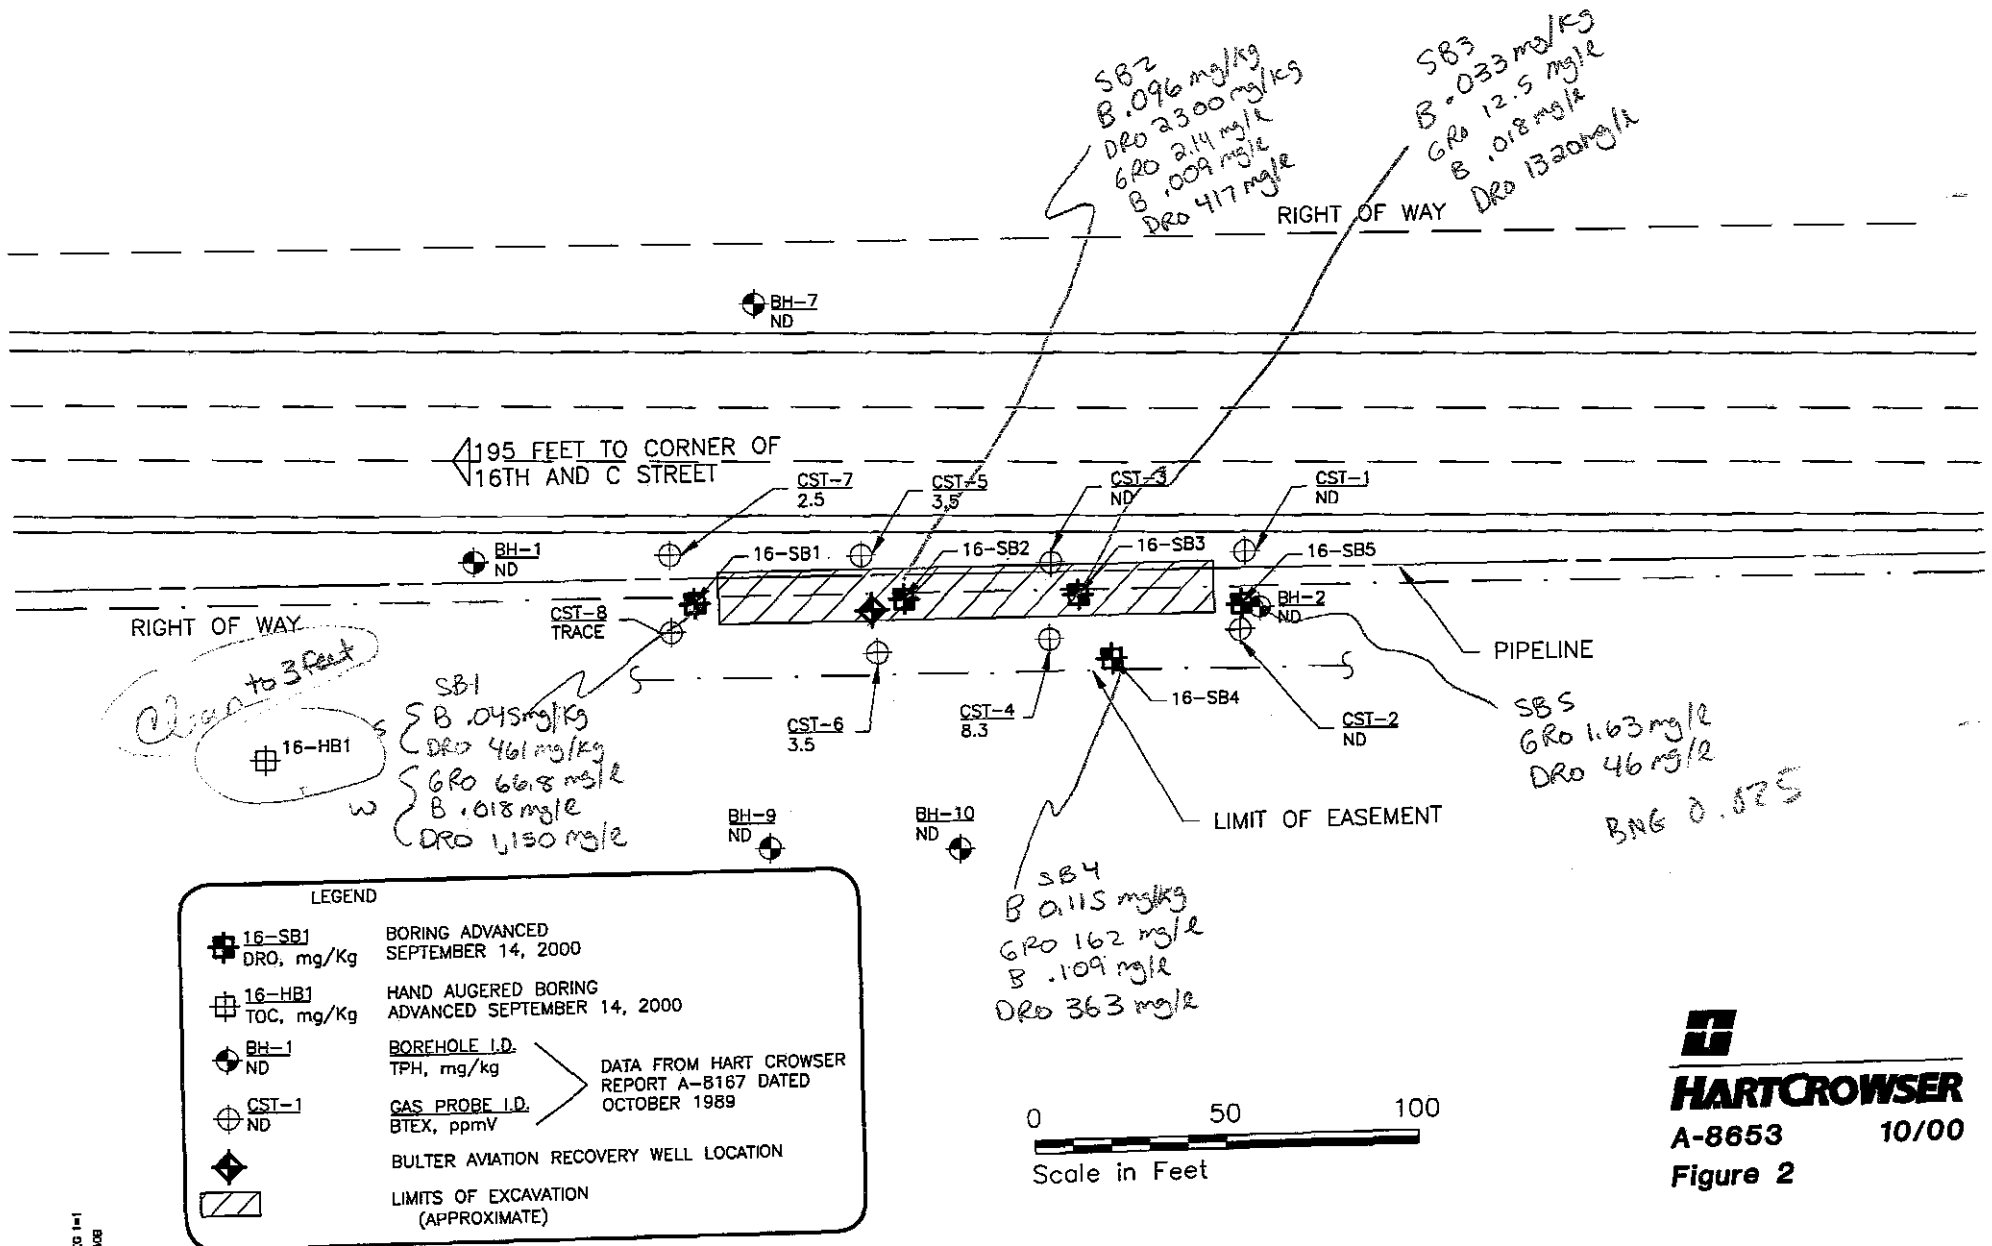 SB2
B .096 mg/kg
DRO 2300 mg/kg
GRO 2.14 mg/l
B .009 mg/l
DRO 417 mg/l
SB3
B .033 mg/kg
GRO 12.5 mg/l
B .018 mg/l
DRO 1320 mg/l
RIGHT OF WAY
BH-7
ND
195 FEET TO CORNER OF
16TH AND C STREET
CST-7
2.5
CST-5
3.5
CST-3
ND
CST-1
ND
BH-1
ND
16-SB1
16-SB2
16-SB3
16-SB5
BH-2
ND
CST-8
TRACE
RIGHT OF WAY
PIPELINE
Clean to 3 feet
16-HB1
SB1
S
B .045 mg/kg
DRO 461 mg/kg
W
GRO 66.8 mg/l
B .018 mg/l
DRO 1,150 mg/l
CST-6
3.5
CST-4
8.3
16-SB4
CST-2
ND
SB5
GRO 1.63 mg/l
DRO 46 mg/l
0.025
LIMIT OF EASEMENT
BH-9
ND
BH-10
ND
SB4
B 0.115 mg/kg
GRO 162 mg/l
B .109 mg/l
DRO 363 mg/l
LEGEND
16-SB1
DRO, mg/Kg
BORING ADVANCED
SEPTEMBER 14, 2000
16-HB1
TOC, mg/Kg
HAND AUGERED BORING
ADVANCED SEPTEMBER 14, 2000
BH-1
ND
BOREHOLE I.D.
TPH, mg/kg
CST-1
ND
GAS PROBE I.D.
BTEX, ppmV
DATA FROM HART CROWSER
REPORT A-8167 DATED
OCTOBER 1989
BULTER AVIATION RECOVERY WELL LOCATION
LIMITS OF EXCAVATION
(APPROXIMATE)
0 50 100
Scale in Feet
HARTCROWSER
A-8653 10/00
Figure 2